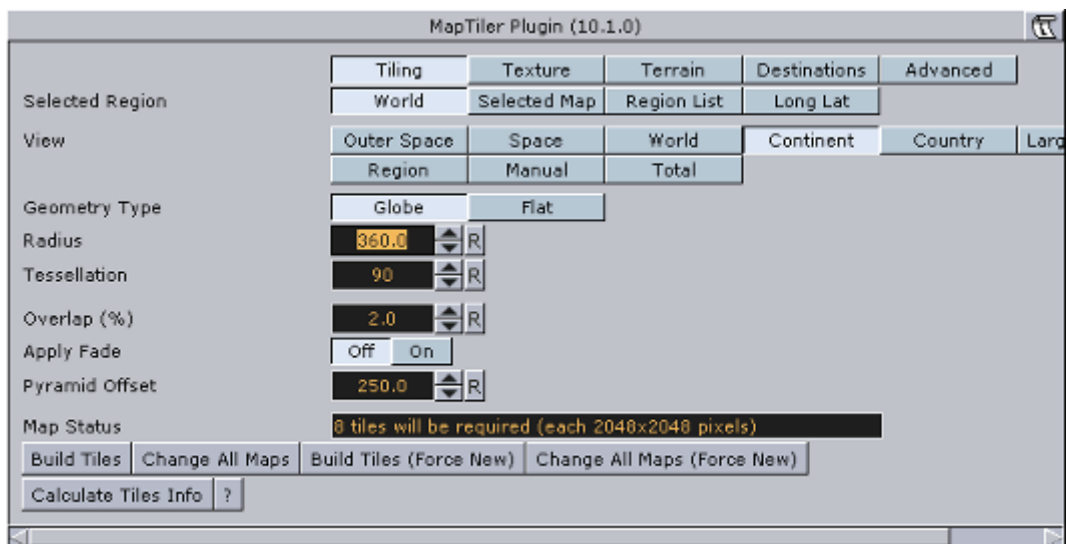 MapTiler Plugin (10.1.0)
Tiling Texture Terrain Destinations Advanced
Selected Region World Selected Map Region List Long Lat
View Outer Space Space World Continent Country Larg
Region Manual Total
Geometry Type Globe Flat
Radius 360.0 R
Tessellation 90 R
Overlap (%) 2.0 R
Apply Fade Off On
Pyramid Offset 250.0 R
Map Status 8 tiles will be required (each 2048x2048 pixels)
Build Tiles Change All Maps Build Tiles (Force New) Change All Maps (Force New)
Calculate Tiles Info ?